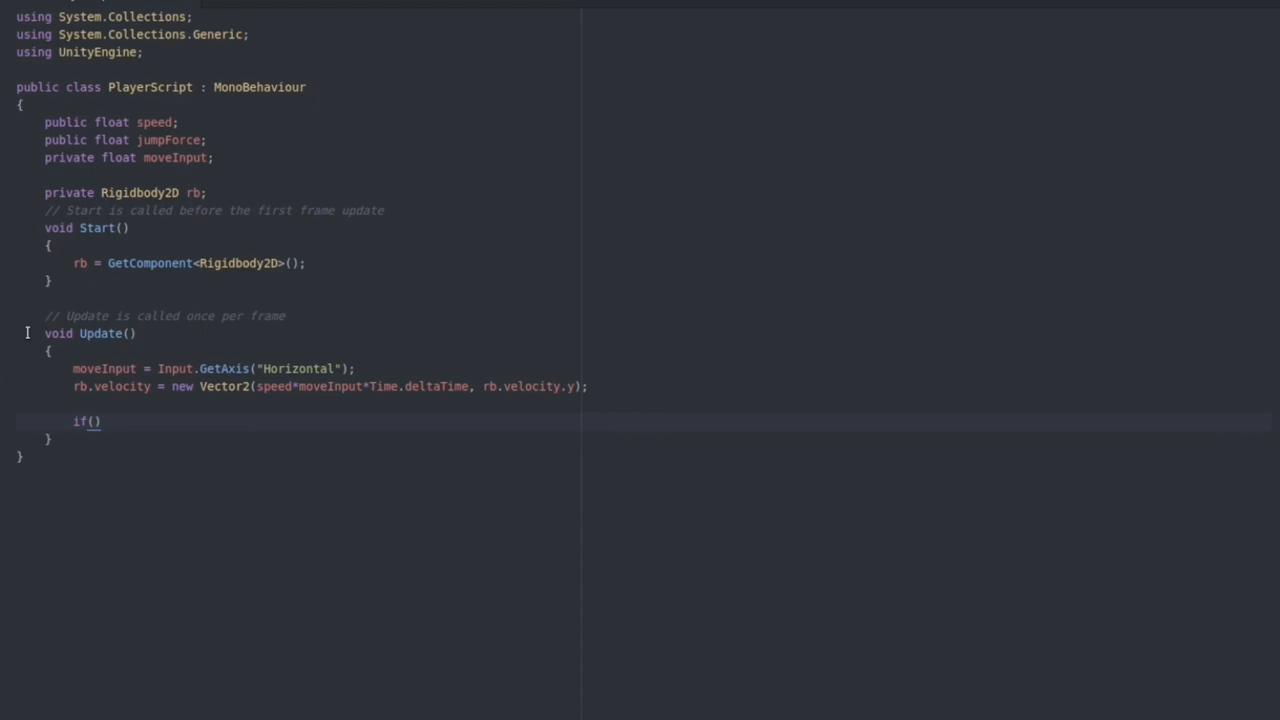 using System.Collections;
using System.Collections.Generic;
using UnityEngine;
public class PlayerScript : MonoBehaviour
{
public float speed;
public float jumpForce;
private float moveInput;
private Rigidbody2D rb;
// Start is called before the first frame update
void Start()
{
rb = GetComponent<Rigidbody2D>();
}
// Update is called once per frame
void Update()
{
moveInput = Input.GetAxis("Horizontal");
rb.velocity = new Vector2(speed*moveInput*Time.deltaTime, rb.velocity.y);
if()
}
}